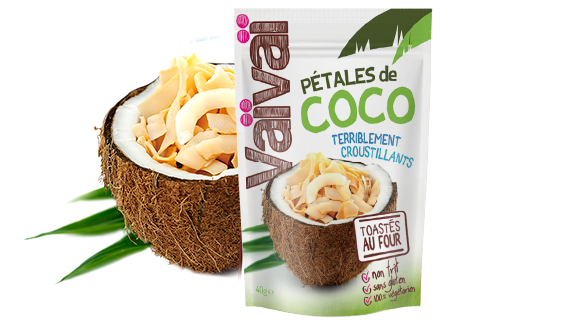 Vaïvaï
PÉTALES de
COCO
TERRIBLEMENT
CROUSTILLANTS
TOASTÉS
AU FOUR
non frit
sans gluten
100% végétarien
40g e